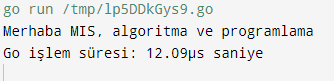 go run /tmp/lp5DDkGys9.go
Merhaba MIS, algoritma ve programlama
Go işlem süresi: 12.09µs saniye